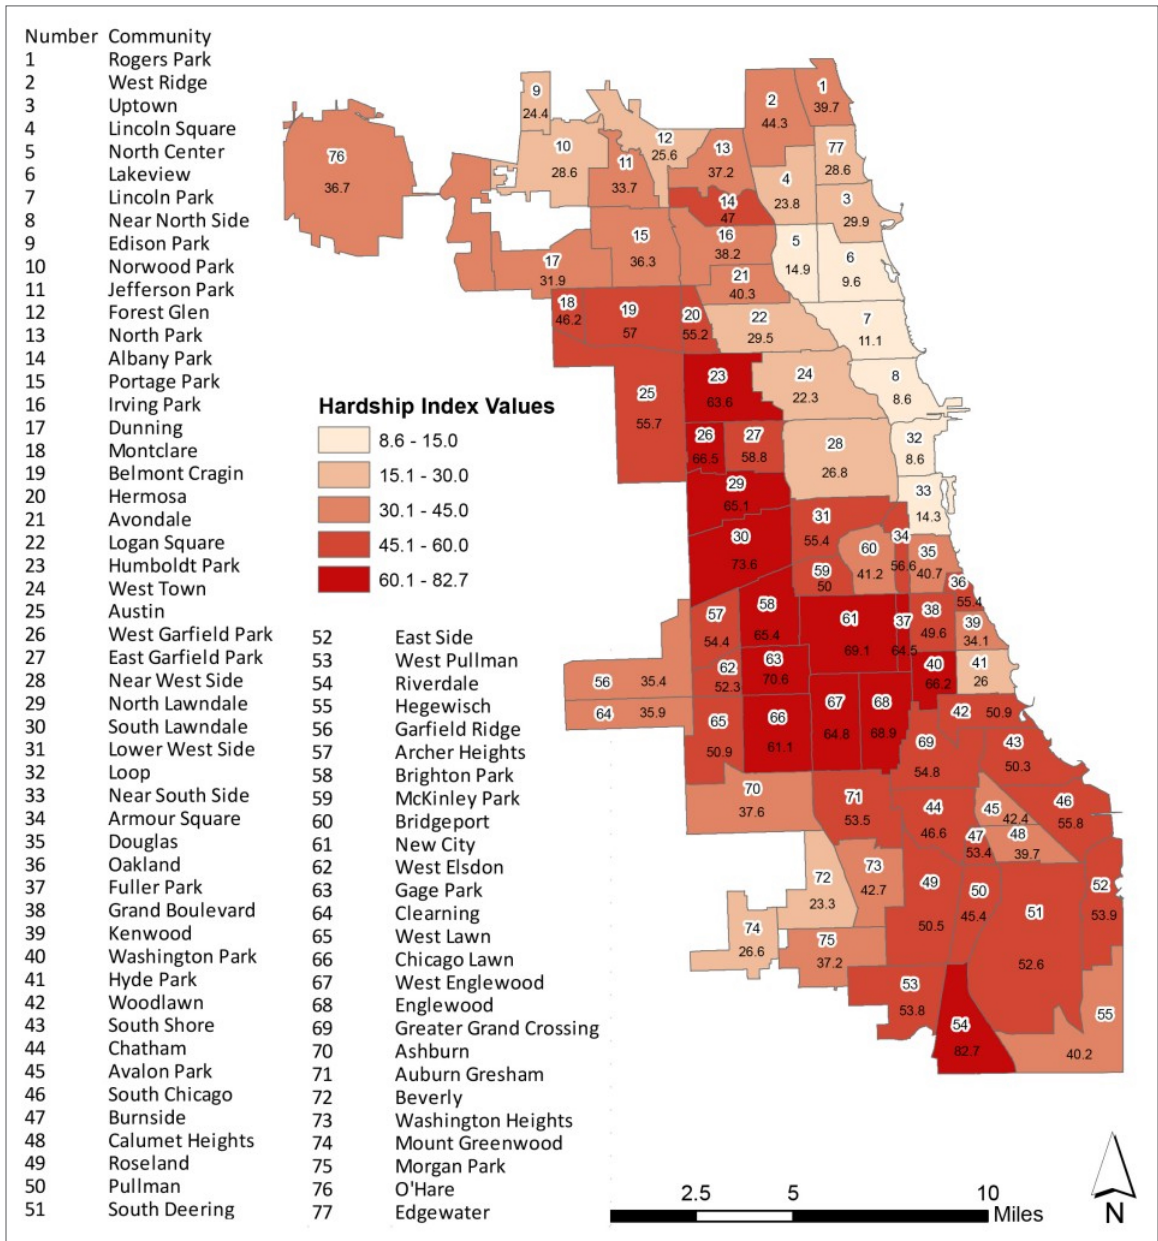 Number Community
1 Rogers Park
2 West Ridge
3 Uptown
4 Lincoln Square
5 North Center
6 Lakeview
7 Lincoln Park
8 Near North Side
9 Edison Park
10 Norwood Park
11 Jefferson Park
12 Forest Glen
13 North Park
14 Albany Park
15 Portage Park
16 Irving Park
17 Dunning
18 Montclare
19 Belmont Cragin
20 Hermosa
21 Avondale
22 Logan Square
23 Humboldt Park
24 West Town
25 Austin
26 West Garfield Park
27 East Garfield Park
28 Near West Side
29 North Lawndale
30 South Lawndale
31 Lower West Side
32 Loop
33 Near South Side
34 Armour Square
35 Douglas
36 Oakland
37 Fuller Park
38 Grand Boulevard
39 Kenwood
40 Washington Park
41 Hyde Park
42 Woodlawn
43 South Shore
44 Chatham
45 Avalon Park
46 South Chicago
47 Burnside
48 Calumet Heights
49 Roseland
50 Pullman
51 South Deering
52 East Side
53 West Pullman
54 Riverdale
55 Hegewisch
56 Garfield Ridge
57 Archer Heights
58 Brighton Park
59 McKinley Park
60 Bridgeport
61 New City
62 West Elsdon
63 Gage Park
64 Clearning
65 West Lawn
66 Chicago Lawn
67 West Englewood
68 Englewood
69 Greater Grand Crossing
70 Ashburn
71 Auburn Gresham
72 Beverly
73 Washington Heights
74 Mount Greenwood
75 Morgan Park
76 O'Hare
77 Edgewater
Hardship Index Values
8.6 - 15.0
15.1 - 30.0
30.1 - 45.0
45.1 - 60.0
60.1 - 82.7
1
39.7
2
44.3
9
24.4
10
28.6
12
25.6
11
33.7
13
37.2
77
28.6
76
36.7
4
23.8
3
29.9
14
47
15
36.3
16
38.2
5
14.9
6
9.6
17
31.9
21
40.3
18
46.2
19
57
20
55.2
22
29.5
7
11.1
23
63.6
24
22.3
8
8.6
25
55.7
26
66.5
27
58.8
28
26.8
32
8.6
29
65.1
33
14.3
30
73.6
31
55.4
34
56.6
60
41.2
35
40.7
59
50
36
55.4
57
54.4
58
65.4
61
69.1
37
64.5
38
49.6
39
34.1
62
52.3
63
70.6
40
66.2
41
26
56 35.4
64 35.9
65
50.9
66
61.1
67
64.8
68
68.9
42 50.9
69
54.8
43
50.3
70
37.6
71
53.5
44
46.6
45
42.4
46
55.8
47
53.4
48
39.7
72
23.3
73
42.7
49
50.5
50
45.4
51
52.6
52
53.9
74
26.6
75
37.2
53
53.8
54
82.7
55
40.2
2.5 5 10
Miles
N